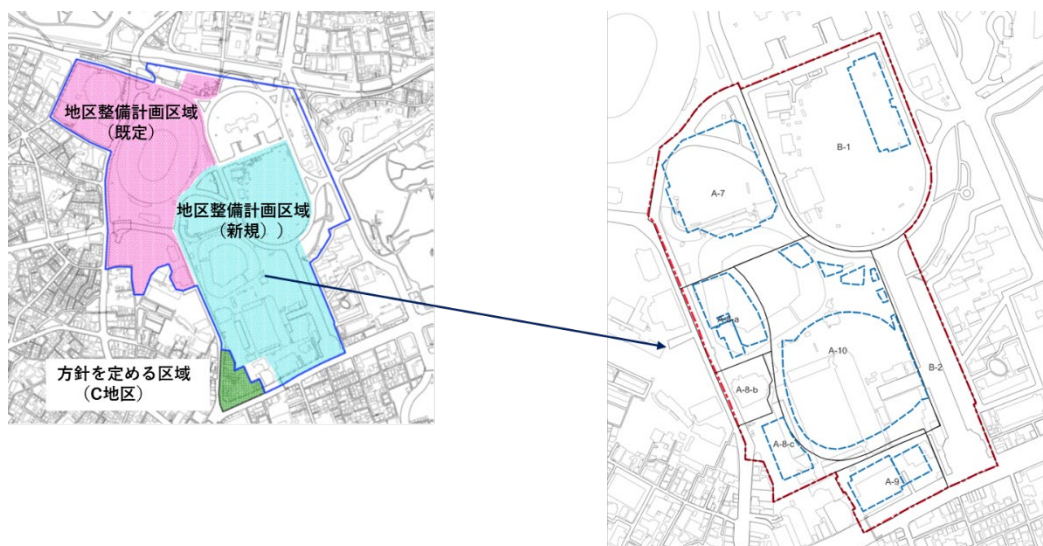 地区整備計画区域
（既定）
地区整備計画区域
（新規））
方針を定める区域
（C地区）
B-1
A-7
A-10
B-2
A-8-b
A-8-c
A-9